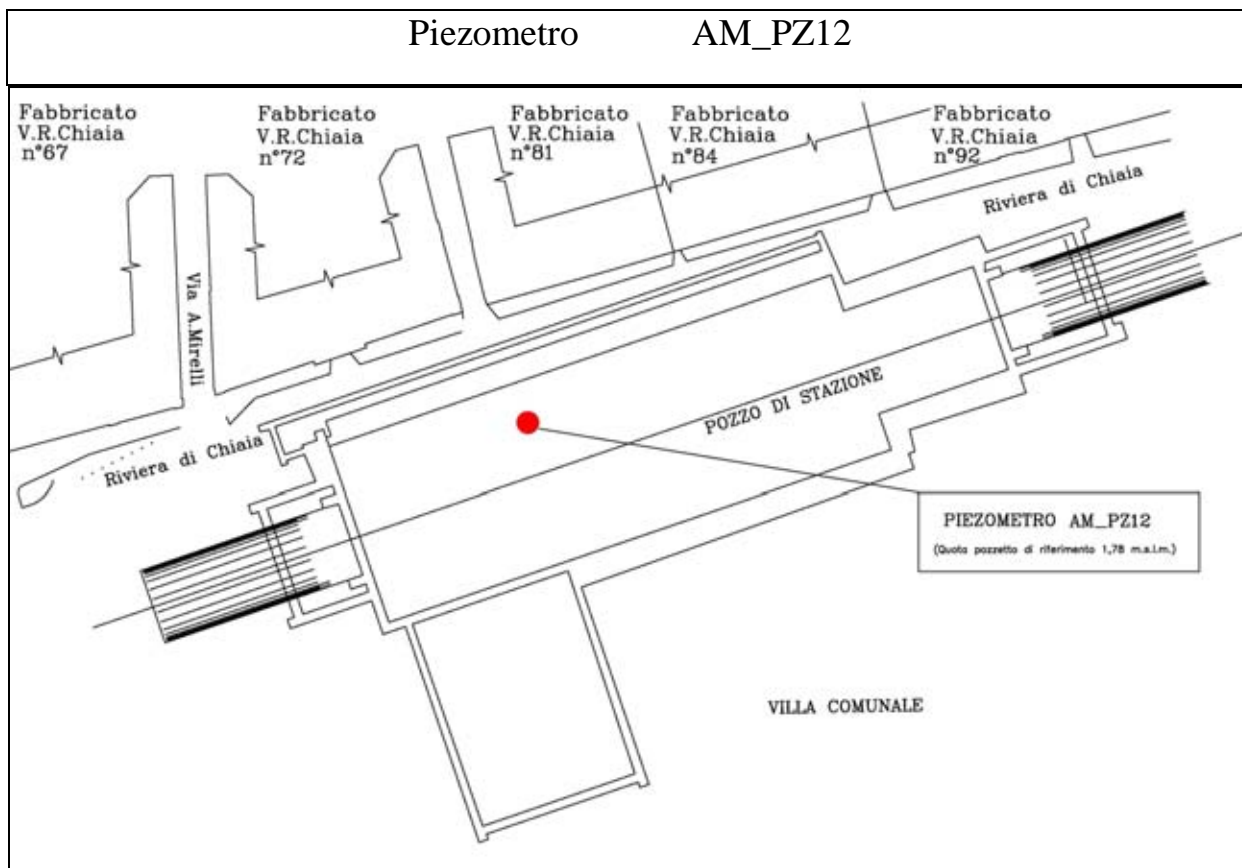 Piezometro AM_PZ12
Fabbricato
V.R.Chiaia
n°67
Fabbricato
V.R.Chiaia
n°72
Fabbricato
V.R.Chiaia
n°81
Fabbricato
V.R.Chiaia
n°84
Fabbricato
V.R.Chiaia
n°92
Riviera di Chiaia
Via A.Mirelli
POZZO DI STAZIONE
Riviera di Chiaia
PIEZOMETRO AM_PZ12
(Quota pozzetto di riferimento 1,78 m.s.l.m.)
VILLA COMUNALE